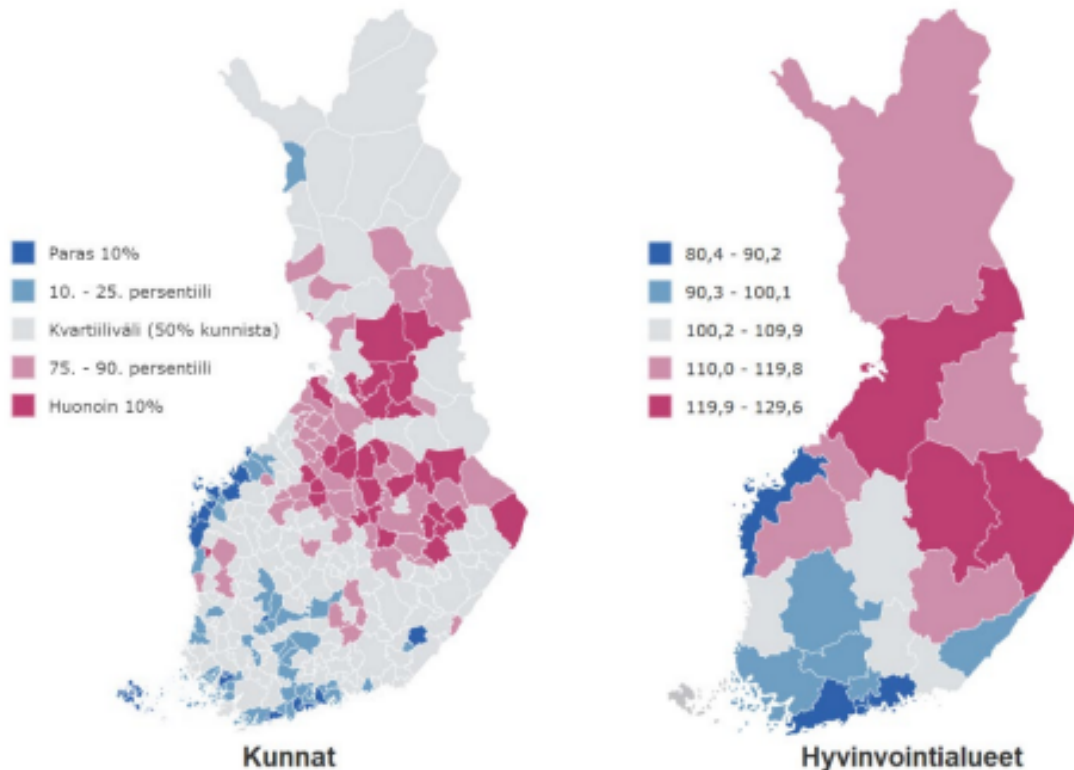 Paras 10%
10. - 25. persentiili
Kvartiiliväli (50% kunnista)
75. - 90. persentiili
Huonoin 10%
80,4 - 90,2
90,3 - 100,1
100,2 - 109,9
110,0 - 119,8
119,9 - 129,6
Kunnat
Hyvinvointialueet